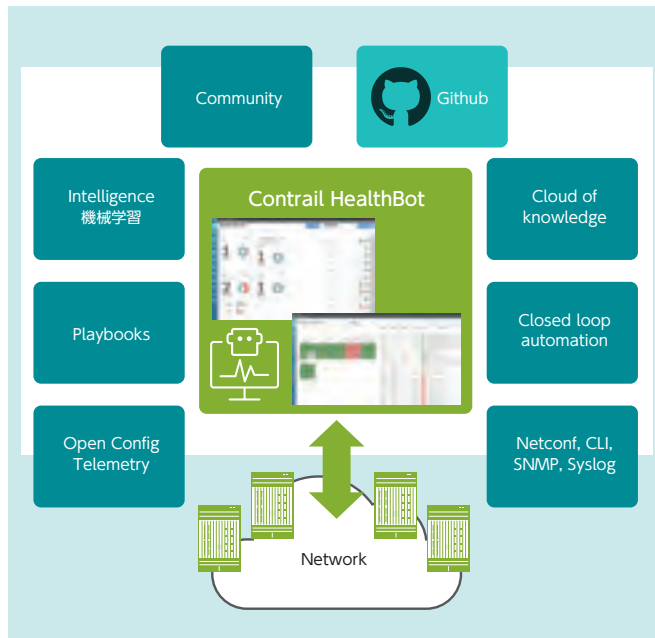 Community
Github
Intelligence
機械学習
Contrail HealthBot
Cloud of
knowledge
Playbooks
Closed loop
automation
Open Config
Telemetry
Netconf, CLI,
SNMP, Syslog
Network